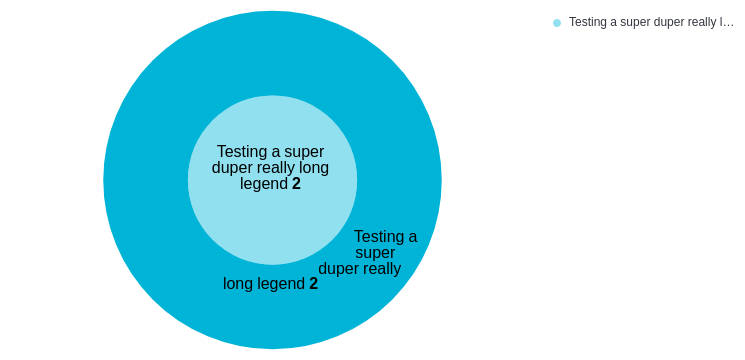 Testing a super duper really l...
Testing a super
duper really long
legend 2
Testing a
super
duper really
long legend 2